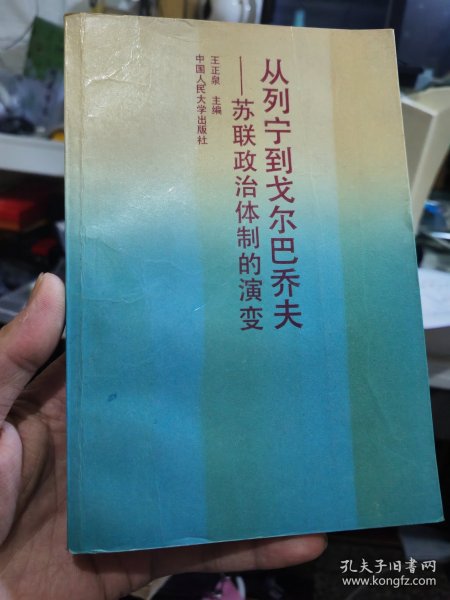 从列宁到戈尔巴乔夫
——苏联政治体制的演变
王正泉 主编
中国人民大学出版社
孔夫子旧书网
www.kongfz.com